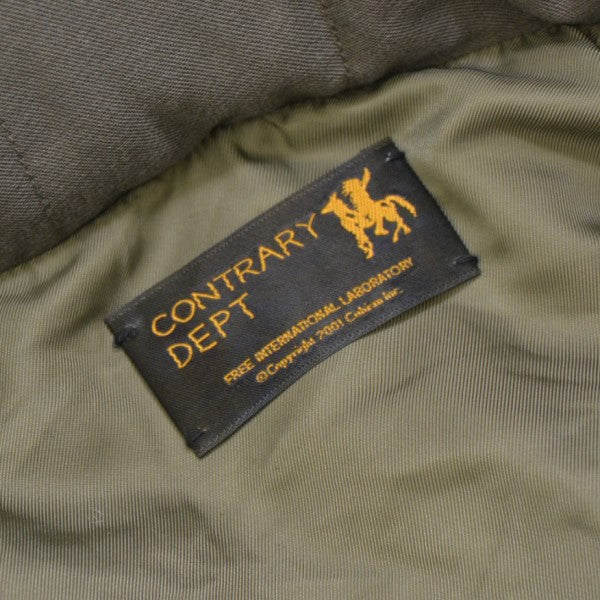 CONTRARY
DEPT
FREE INTERNATIONAL LABORATORY
©Copyright 2001 Cubism Inc.